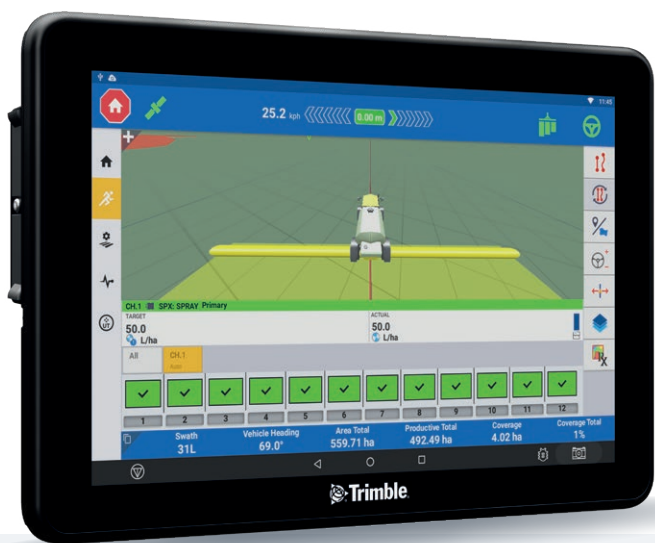 11:45
25.2 kph
0.00 m
CH.1 SPX: SPRAY Primary
TARGET
50.0
L/ha
ACTUAL
50.0
L/ha
All
CH.1
UT
Rx
1 2 3 4 5 6 7 8 9 10 11 12
Swath
31L
Vehicle Heading
69.0°
Area Total
559.71 ha
Productive Total
492.49 ha
Coverage
4.02 ha
Coverage Total
1%
Trimble